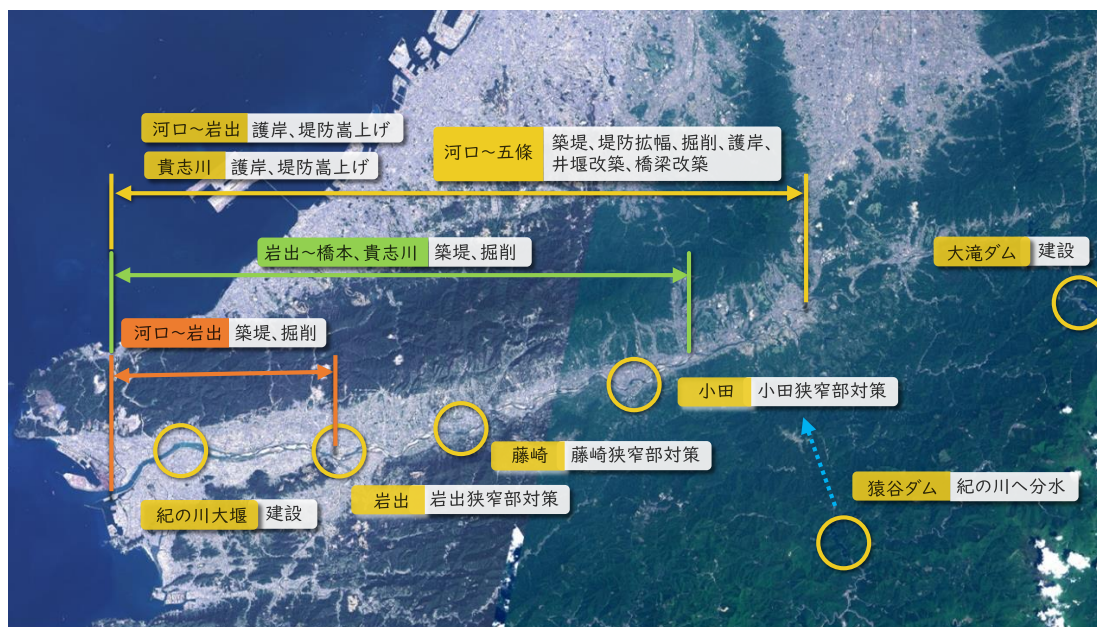 河口～岩出 護岸、堤防嵩上げ
貴志川 護岸、堤防嵩上げ
河口～五條 築堤、堤防拡幅、掘削、護岸、
井堰改築、橋梁改築
岩出～橋本、貴志川 築堤、掘削
大滝ダム 建設
河口～岩出 築堤、掘削
小田 小田狭窄部対策
藤崎 藤崎狭窄部対策
猿谷ダム 紀の川へ分水
岩出 岩出狭窄部対策
紀の川大堰 建設